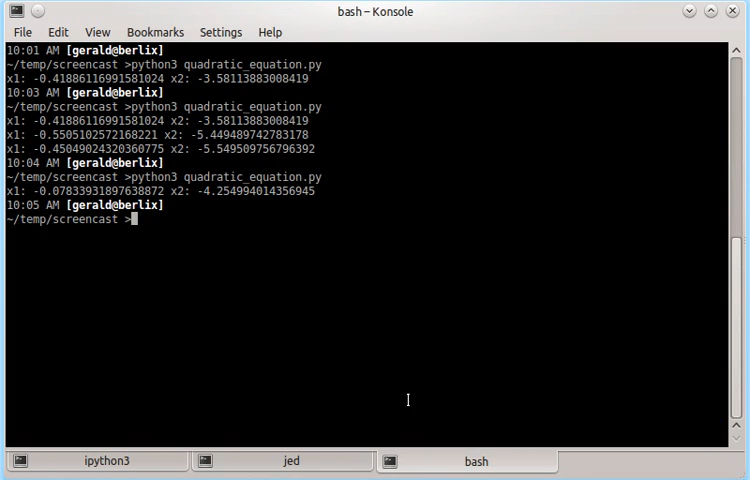 bash – Konsole
File Edit View Bookmarks Settings Help
10:01 AM [gerald@berlix]
~/temp/screencast >python3 quadratic_equation.py
x1: -0.41886116991581024 x2: -3.58113883008419
10:03 AM [gerald@berlix]
~/temp/screencast >python3 quadratic_equation.py
x1: -0.41886116991581024 x2: -3.58113883008419
x1: -0.5505102572168221 x2: -5.449489742783178
x1: -0.45049024320360775 x2: -5.549509756796392
10:04 AM [gerald@berlix]
~/temp/screencast >python3 quadratic_equation.py
x1: -0.07833931897638872 x2: -4.254994014356945
10:05 AM [gerald@berlix]
~/temp/screencast >
ipython3 jed bash